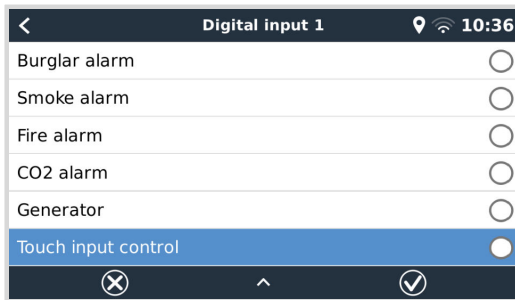 Digital input 1 10:36
Burglar alarm
Smoke alarm
Fire alarm
CO2 alarm
Generator
Touch input control